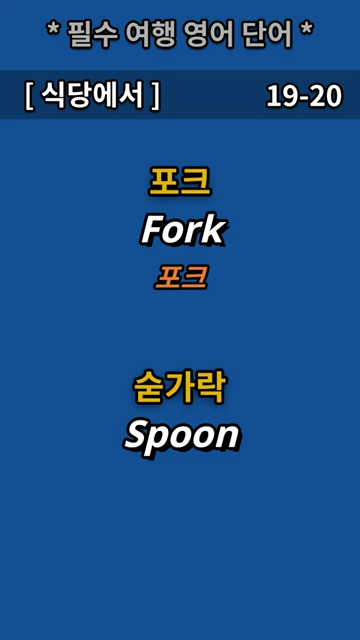 * 필수 여행 영어 단어 *
[ 식당에서 ] 19-20
포크
Fork
포크
숟가락
Spoon